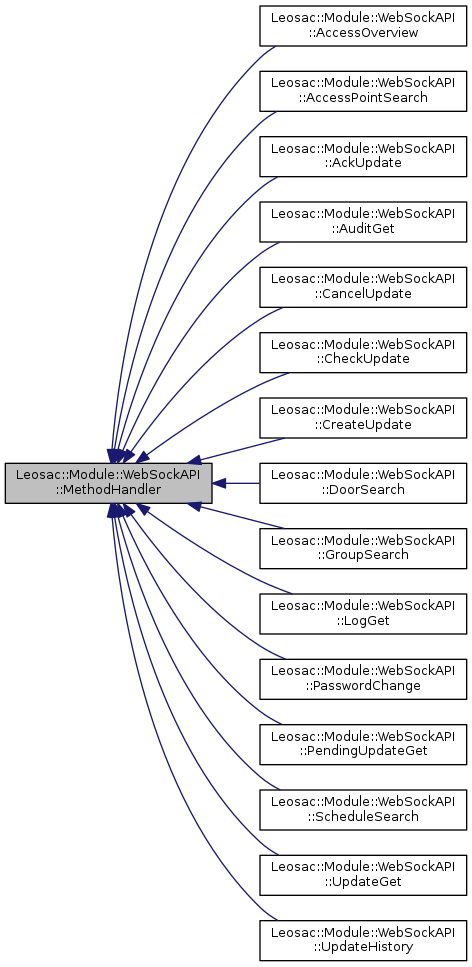 Leosac::Module::WebSockAPI
::AccessOverview
Leosac::Module::WebSockAPI
::AccessPointSearch
Leosac::Module::WebSockAPI
::AckUpdate
Leosac::Module::WebSockAPI
::AuditGet
Leosac::Module::WebSockAPI
::CancelUpdate
Leosac::Module::WebSockAPI
::CheckUpdate
Leosac::Module::WebSockAPI
::CreateUpdate
Leosac::Module::WebSockAPI
::MethodHandler
Leosac::Module::WebSockAPI
::DoorSearch
Leosac::Module::WebSockAPI
::GroupSearch
Leosac::Module::WebSockAPI
::LogGet
Leosac::Module::WebSockAPI
::PasswordChange
Leosac::Module::WebSockAPI
::PendingUpdateGet
Leosac::Module::WebSockAPI
::ScheduleSearch
Leosac::Module::WebSockAPI
::UpdateGet
Leosac::Module::WebSockAPI
::UpdateHistory